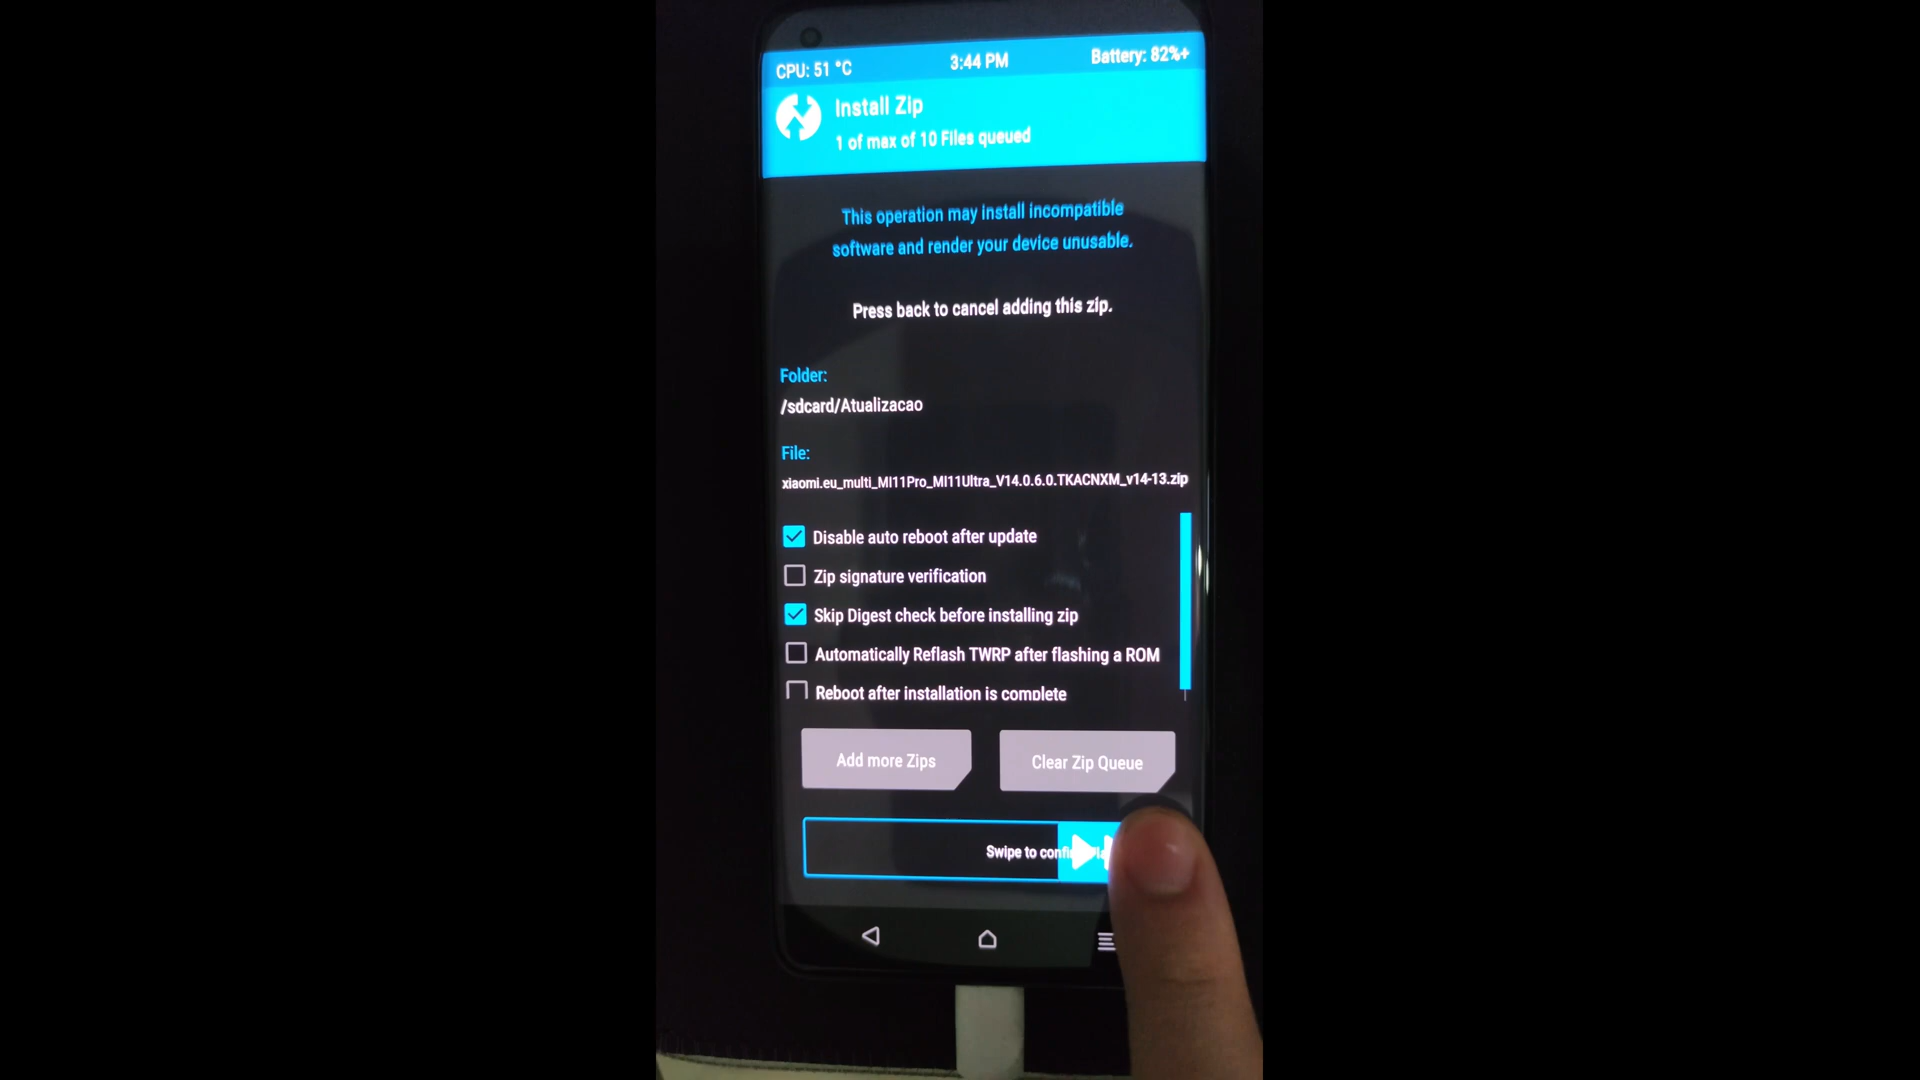 CPU: 51 °C 3:44 PM Battery: 82%+
Install Zip
1 of max of 10 Files queued
This operation may install incompatible
software and render your device unusable.
Press back to cancel adding this zip.
Folder:
/sdcard/Atualizacao
File:
xiaomi.eu_multi_MI11Pro_MI11Ultra_V14.0.6.0.TKACNXM_v14-13.zip
Disable auto reboot after update
Zip signature verification
Skip Digest check before installing zip
Automatically Reflash TWRP after flashing a ROM
Reboot after installation is complete
Add more Zips Clear Zip Queue
Swipe to